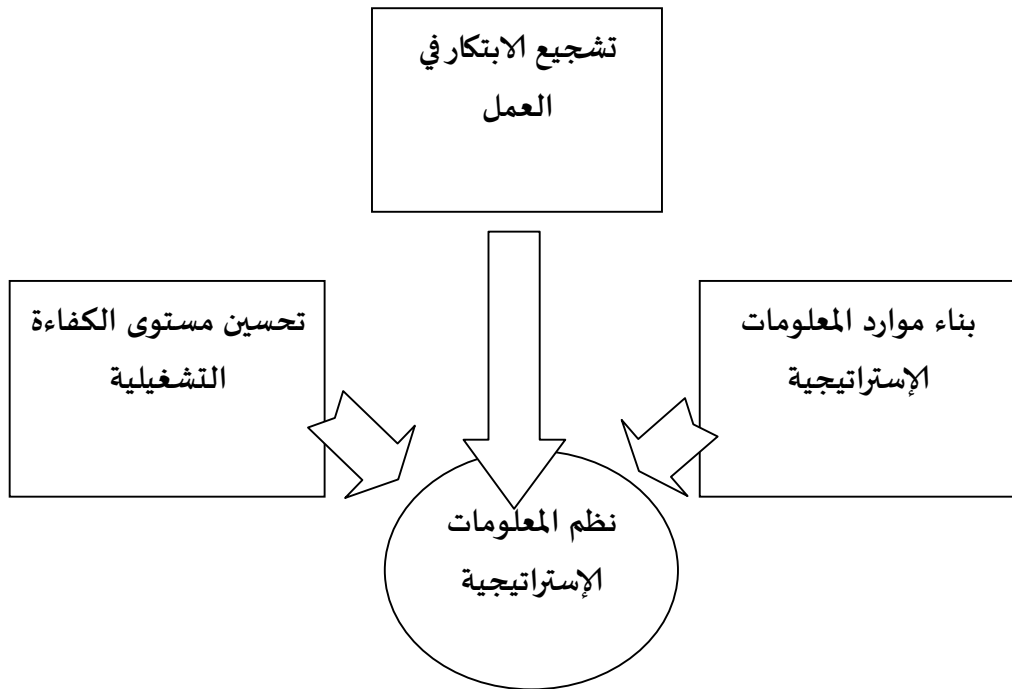 تشجيع الابتكار في
العمل
بناء موارد المعلومات
الإستراتيجية
تحسين مستوى الكفاءة
التشغيلية
نظم المعلومات
الإستراتيجية